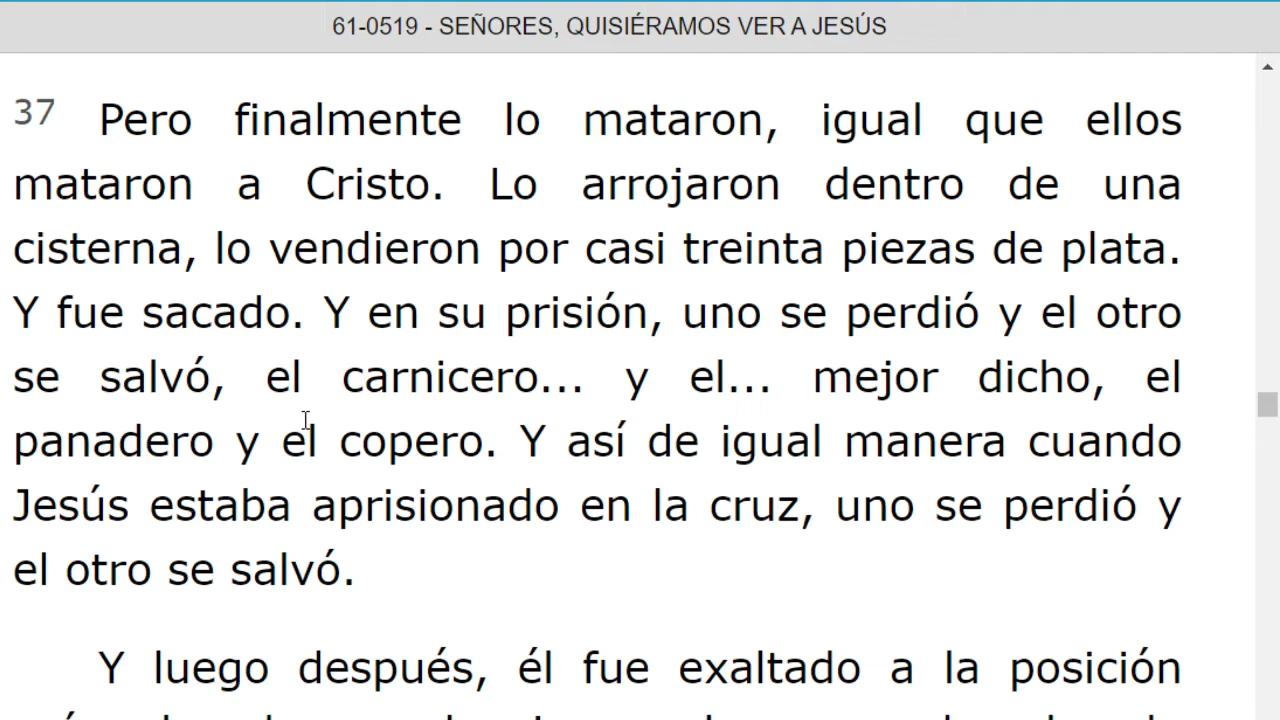 61-0519 - SEÑORES, QUISIÉRAMOS VER A JESÚS
37 Pero finalmente lo mataron, igual que ellos
mataron a Cristo. Lo arrojaron dentro de una
cisterna, lo vendieron por casi treinta piezas de plata.
Y fue sacado. Y en su prisión, uno se perdió y el otro
se salvó, el carnicero... y el... mejor dicho, el
panadero y el copero. Y así de igual manera cuando
Jesús estaba aprisionado en la cruz, uno se perdió y
el otro se salvó.
Y luego después, él fue exaltado a la posición